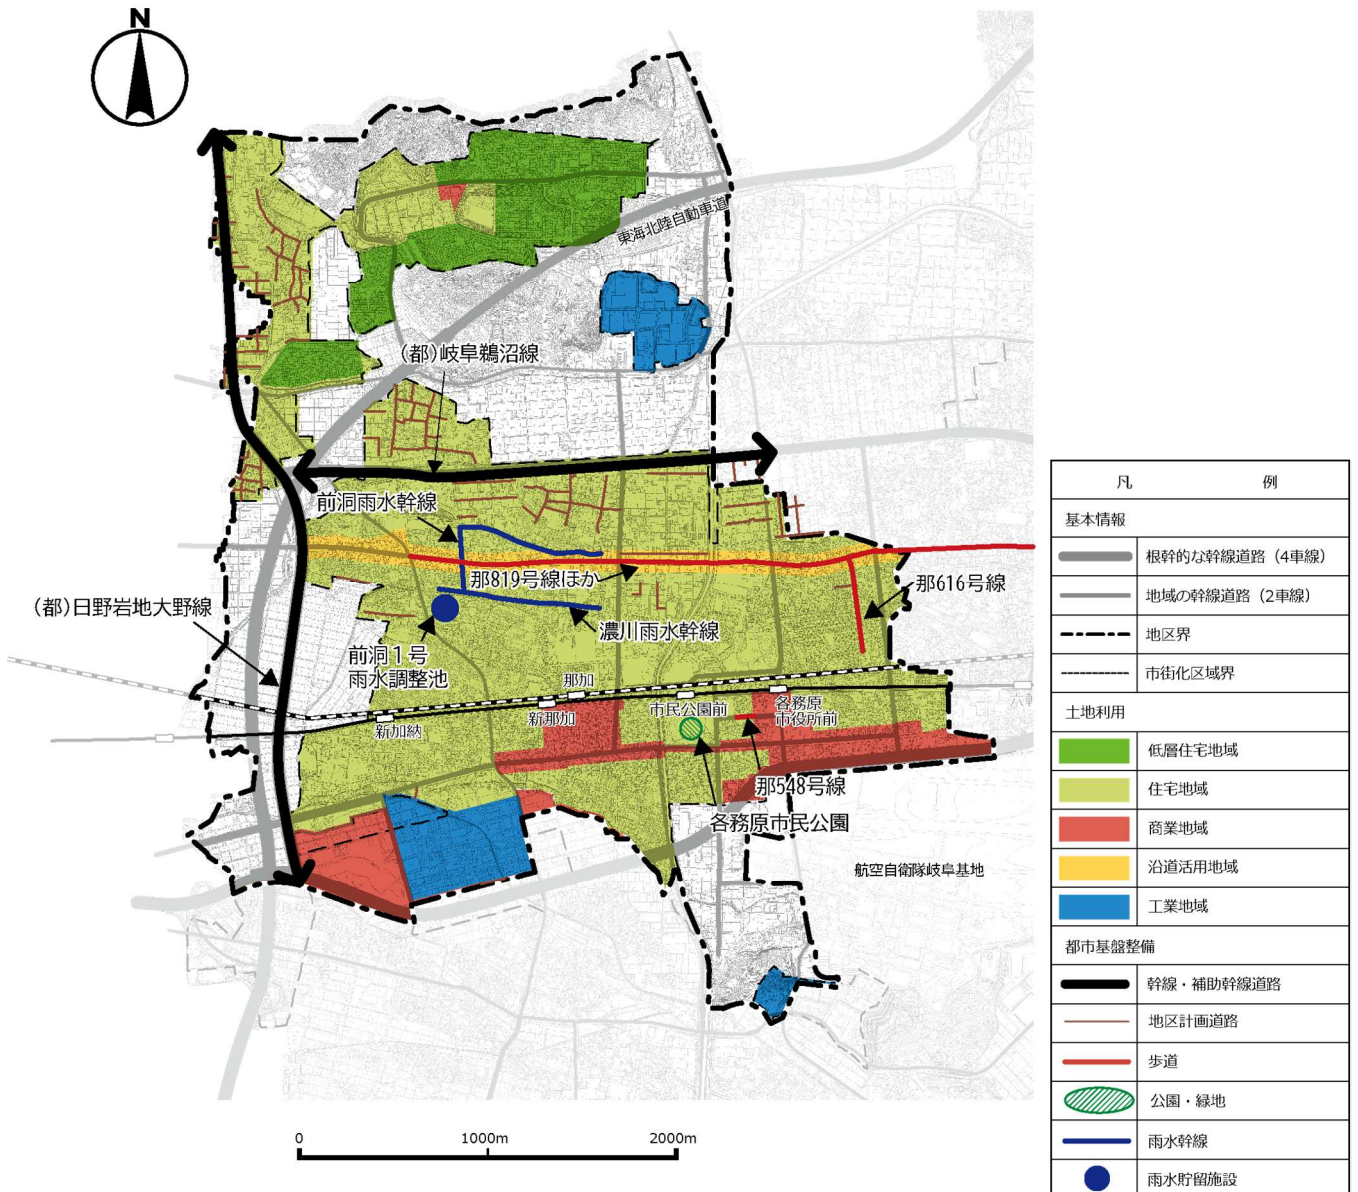 N
東海北陸自動車道
(都)岐阜鵜沼線
前洞雨水幹線
那819号線ほか
那616号線
(都)日野岩地大野線
濃川雨水幹線
前洞1号
雨水調整池
那加
市民公園前
各務原
市役所前
新那加
新加納
那548号線
各務原市民公園
航空自衛隊岐阜基地
0 1000m 2000m
凡 例
基本情報
根幹的な幹線道路(4車線)
地域の幹線道路(2車線)
地区界
市街化区域界
土地利用
低層住宅地域
住宅地域
商業地域
沿道活用地域
工業地域
都市基盤整備
幹線・補助幹線道路
地区計画道路
歩道
公園・緑地
雨水幹線
雨水貯留施設